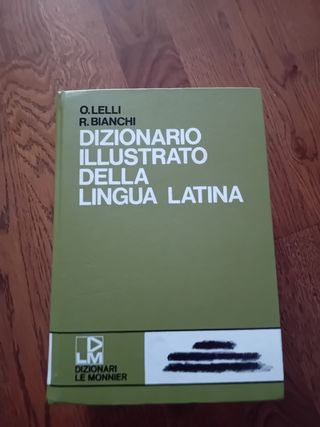 O. LELLI
R. BIANCHI
DIZIONARIO
ILLUSTRATO
DELLA
LINGUA LATINA
LM
DIZIONARI
LE MONNIER